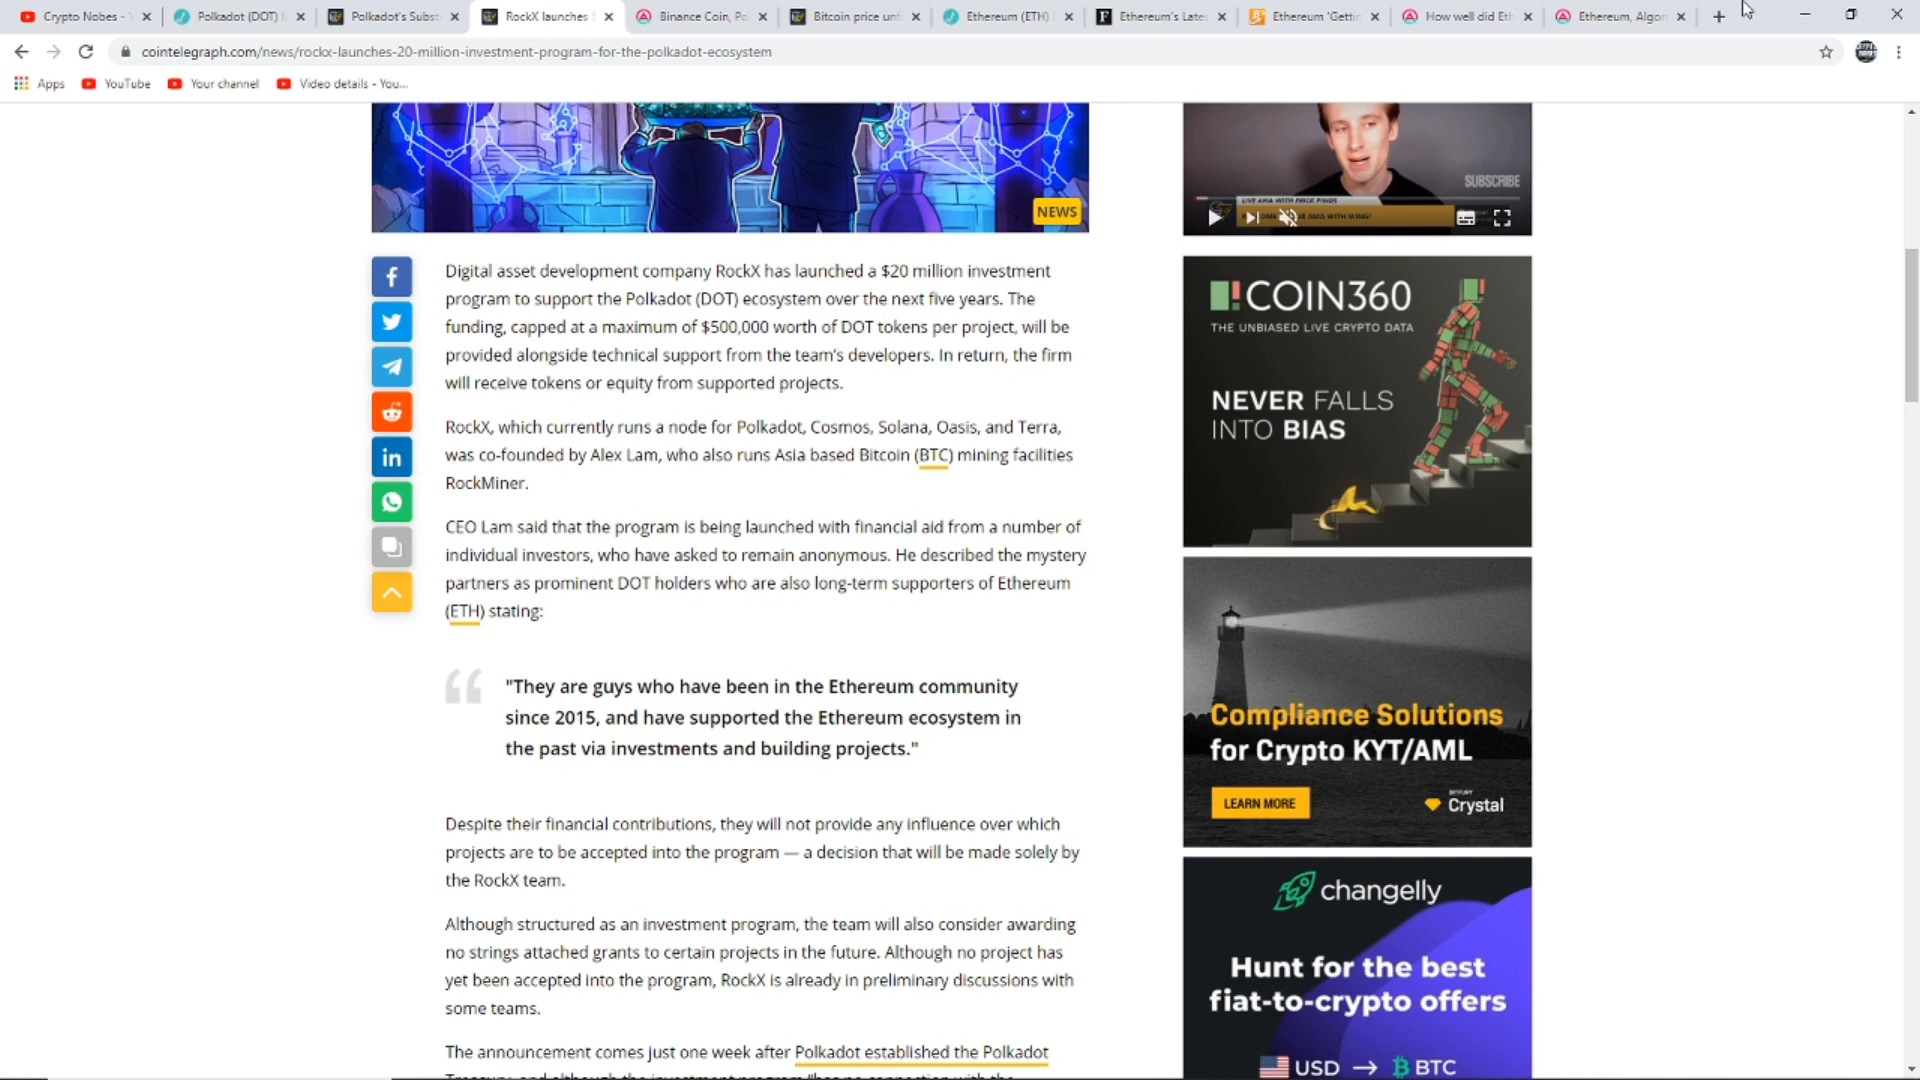 Crypto Nobes -
Polkadot (DOT)
Polkadot's Subst
RockX launches
Binance Coin, Po
Bitcoin price unf
Ethereum (ETH)
Ethereum's Late
Ethereum 'Gettin
How well did Eth
Ethereum, Algor
cointelegraph.com/news/rockx-launches-20-million-investment-program-for-the-polkadot-ecosystem
Apps
YouTube
Your channel
Video details - You...
NEWS
SUBSCRIBE
Digital asset development company RockX has launched a $20 million investment
program to support the Polkadot (DOT) ecosystem over the next five years. The
funding, capped at a maximum of $500,000 worth of DOT tokens per project, will be
provided alongside technical support from the team's developers. In return, the firm
will receive tokens or equity from supported projects.
RockX, which currently runs a node for Polkadot, Cosmos, Solana, Oasis, and Terra,
was co-founded by Alex Lam, who also runs Asia based Bitcoin (BTC) mining facilities
RockMiner.
CEO Lam said that the program is being launched with financial aid from a number of
individual investors, who have asked to remain anonymous. He described the mystery
partners as prominent DOT holders who are also long-term supporters of Ethereum
(ETH) stating:
"They are guys who have been in the Ethereum community
since 2015, and have supported the Ethereum ecosystem in
the past via investments and building projects."
Despite their financial contributions, they will not provide any influence over which
projects are to be accepted into the program — a decision that will be made solely by
the RockX team.
Although structured as an investment program, the team will also consider awarding
no strings attached grants to certain projects in the future. Although no project has
yet been accepted into the program, RockX is already in preliminary discussions with
some teams.
The announcement comes just one week after Polkadot established the Polkadot
COIN360
THE UNBIASED LIVE CRYPTO DATA
NEVER FALLS
INTO BIAS
Compliance Solutions
for Crypto KYT/AML
LEARN MORE
BITFURY
Crystal
changelly
Hunt for the best
fiat-to-crypto offers
USD → BTC